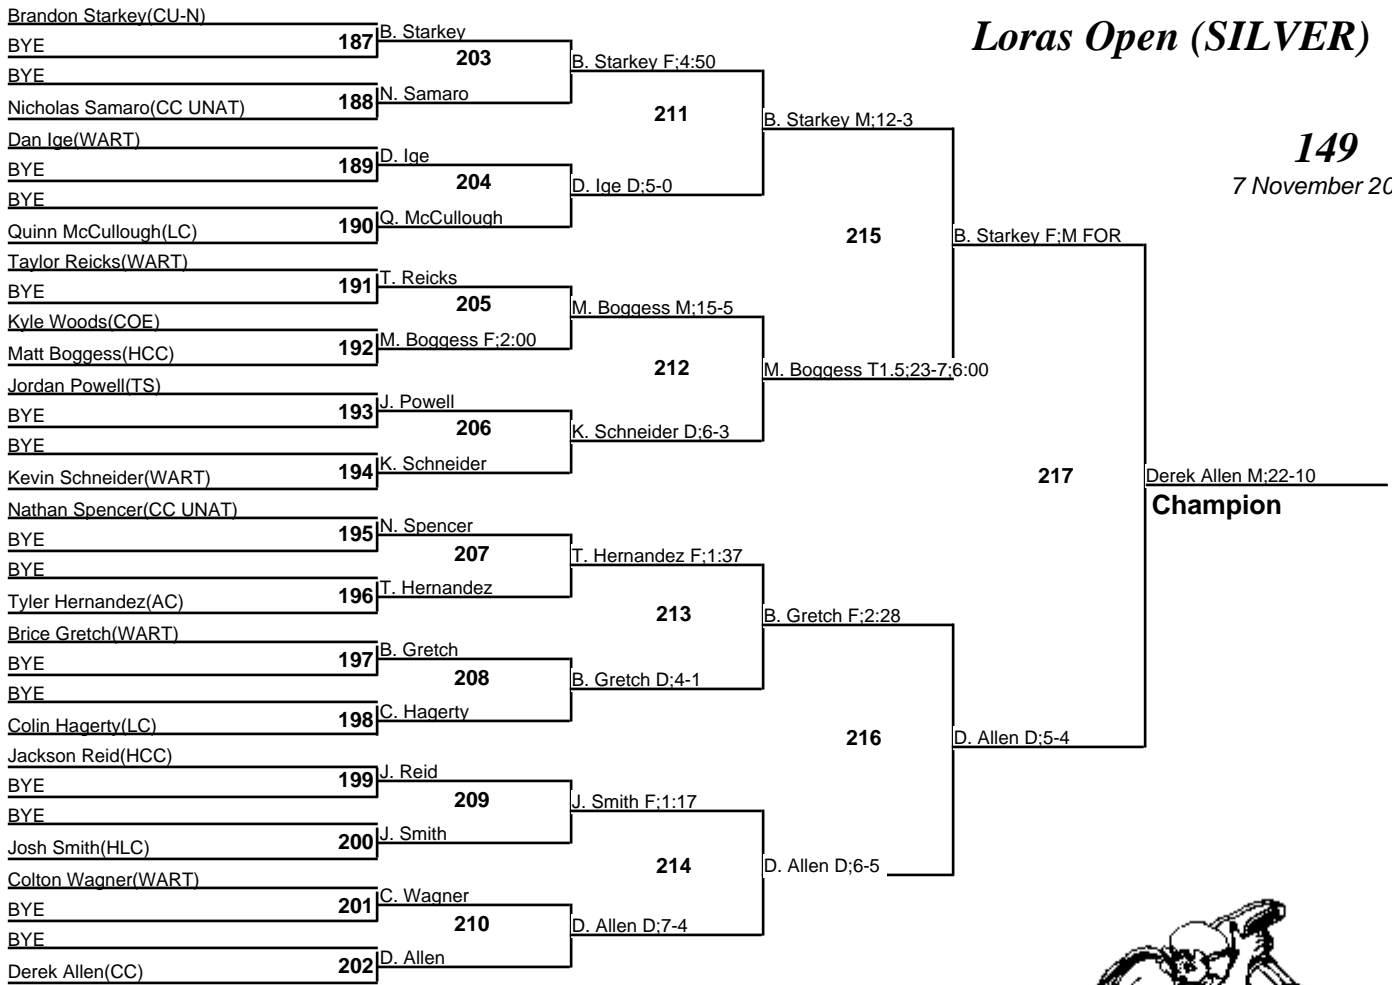 Loras Open (SILVER)
149
7 November 20
Brandon Starkey(CU-N)
BYE
187
BYE
Nicholas Samaro(CC UNAT)
188
Dan Ige(WART)
BYE
189
BYE
Quinn McCullough(LC)
190
Taylor Reicks(WART)
BYE
191
Kyle Woods(COE)
Matt Boggess(HCC)
192
Jordan Powell(TS)
BYE
193
BYE
Kevin Schneider(WART)
194
Nathan Spencer(CC UNAT)
BYE
195
BYE
Tyler Hernandez(AC)
196
Brice Gretch(WART)
BYE
197
BYE
Colin Hagerty(LC)
198
Jackson Reid(HCC)
BYE
199
BYE
Josh Smith(HLC)
200
Colton Wagner(WART)
BYE
201
BYE
Derek Allen(CC)
202
B. Starkey
203
N. Samaro
D. Ige
204
Q. McCullough
T. Reicks
205
M. Boggess F;2:00
J. Powell
206
K. Schneider
N. Spencer
207
T. Hernandez
B. Gretch
208
C. Hagerty
J. Reid
209
J. Smith
C. Wagner
210
D. Allen
B. Starkey F;4:50
211
D. Ige D;5-0
M. Boggess M;15-5
212
K. Schneider D;6-3
T. Hernandez F;1:37
213
B. Gretch D;4-1
J. Smith F;1:17
214
D. Allen D;7-4
B. Starkey M;12-3
215
M. Boggess T1.5;23-7;6:00
B. Gretch F;2:28
216
D. Allen D;6-5
B. Starkey F;M FOR
217
D. Allen D;5-4
Derek Allen M;22-10
Champion